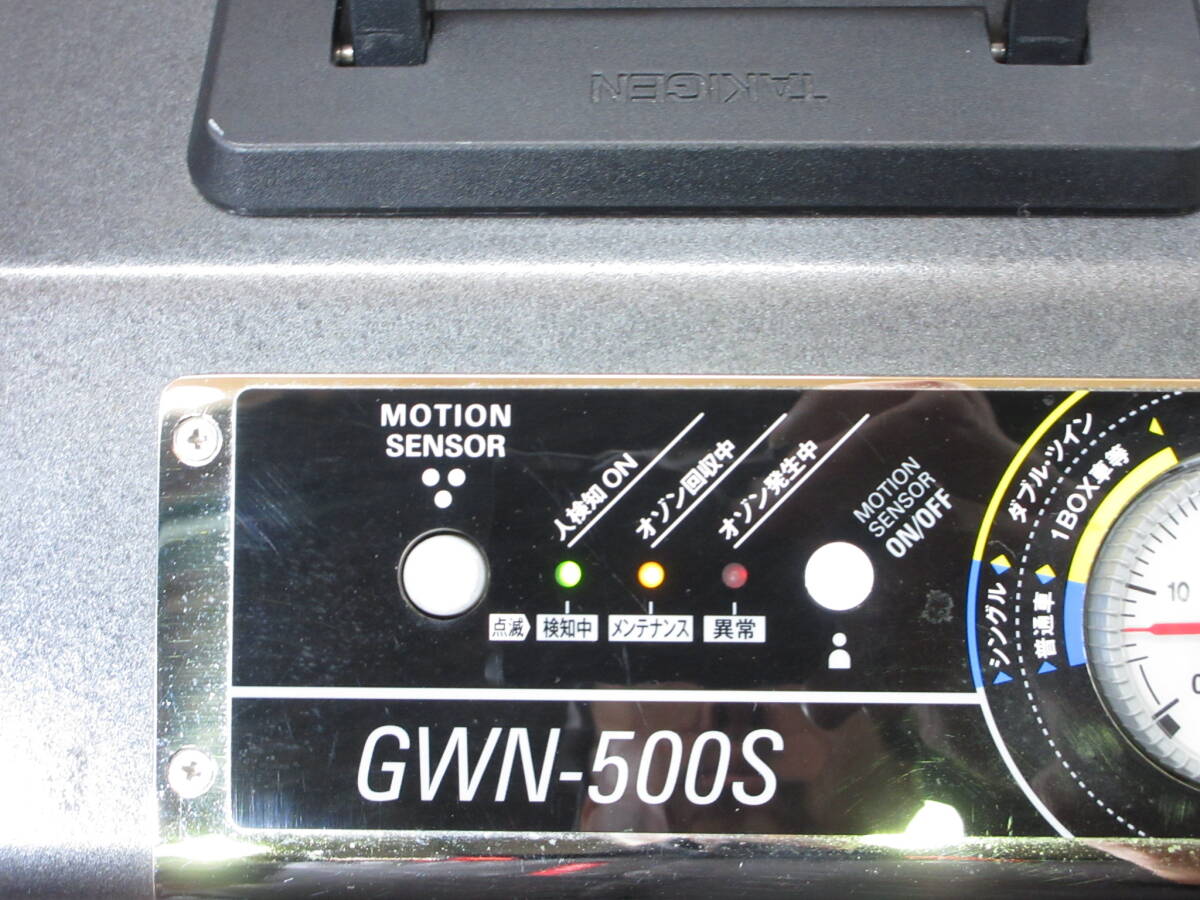 TAKIGEN
MOTION
SENSOR
人検知 ON
オゾン回収中
オゾン発生中
MOTION
SENSOR
ON/OFF
点滅
検知中
メンテナンス
異常
ダブル・ツイン
1BOX車等
シングル
普通車
10
0
GWN-500S